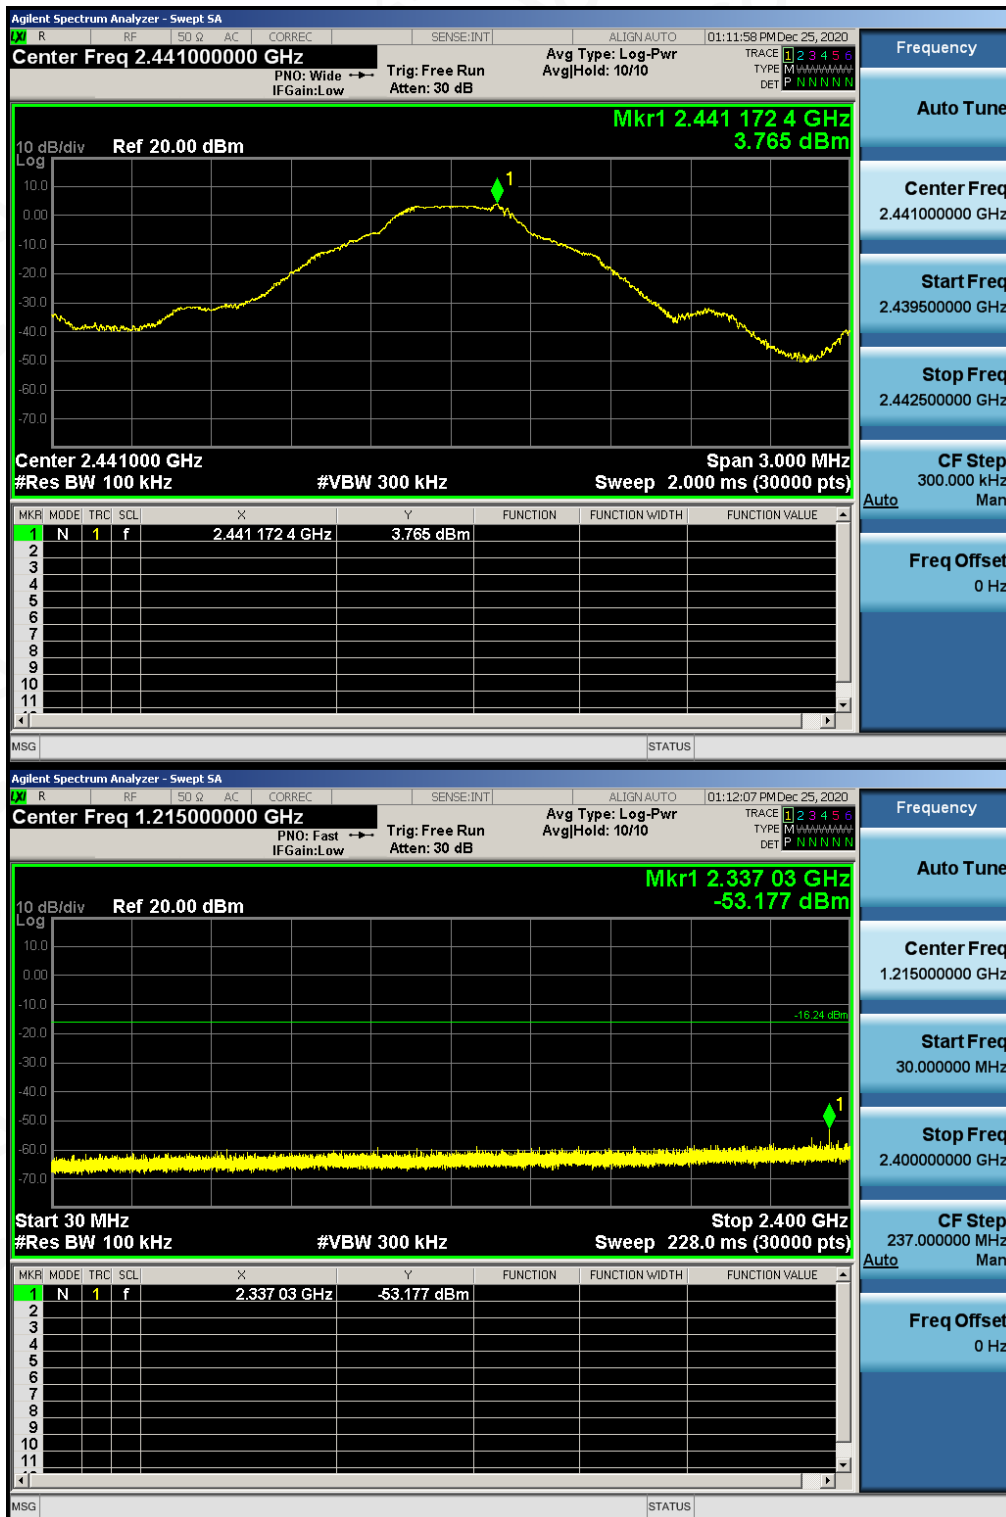 Agilent Spectrum Analyzer - Swept SA
LXI R RF 50 Ω AC CORREC SENSE:INT ALIGN AUTO 01:11:58 PM Dec 25, 2020
Center Freq 2.441000000 GHz
PNO: Wide
IFGain:Low
Trig: Free Run
Atten: 30 dB
Avg Type: Log-Pwr
Avg|Hold: 10/10
TRACE 1 2 3 4 5 6
TYPE M
DET P N N N N N
Mkr1 2.441 172 4 GHz
3.765 dBm
10 dB/div Ref 20.00 dBm
Log
10.0
0.00
-10.0
-20.0
-30.0
-40.0
-50.0
-60.0
-70.0
1
Center 2.441000 GHz Span 3.000 MHz
#Res BW 100 kHz #VBW 300 kHz Sweep 2.000 ms (30000 pts)
MKR MODE TRC SCL X Y FUNCTION FUNCTION WIDTH FUNCTION VALUE
1 N 1 f 2.441 172 4 GHz 3.765 dBm
2
3
4
5
6
7
8
9
10
11
MSG STATUS
Frequency
Auto Tune
Center Freq
2.441000000 GHz
Start Freq
2.439500000 GHz
Stop Freq
2.442500000 GHz
CF Step
300.000 kHz
Auto Man
Freq Offset
0 Hz
Agilent Spectrum Analyzer - Swept SA
LXI R RF 50 Ω AC CORREC SENSE:INT ALIGN AUTO 01:12:07 PM Dec 25, 2020
Center Freq 1.215000000 GHz
PNO: Fast
IFGain:Low
Trig: Free Run
Atten: 30 dB
Avg Type: Log-Pwr
Avg|Hold: 10/10
TRACE 1 2 3 4 5 6
TYPE M
DET P N N N N N
Mkr1 2.337 03 GHz
-53.177 dBm
10 dB/div Ref 20.00 dBm
Log
10.0
0.00
-10.0
-20.0
-30.0
-40.0
-50.0
-60.0
-70.0
-16.24 dBm
1
Start 30 MHz Stop 2.400 GHz
#Res BW 100 kHz #VBW 300 kHz Sweep 228.0 ms (30000 pts)
MKR MODE TRC SCL X Y FUNCTION FUNCTION WIDTH FUNCTION VALUE
1 N 1 f 2.337 03 GHz -53.177 dBm
2
3
4
5
6
7
8
9
10
11
MSG STATUS
Frequency
Auto Tune
Center Freq
1.215000000 GHz
Start Freq
30.000000 MHz
Stop Freq
2.400000000 GHz
CF Step
237.000000 MHz
Auto Man
Freq Offset
0 Hz